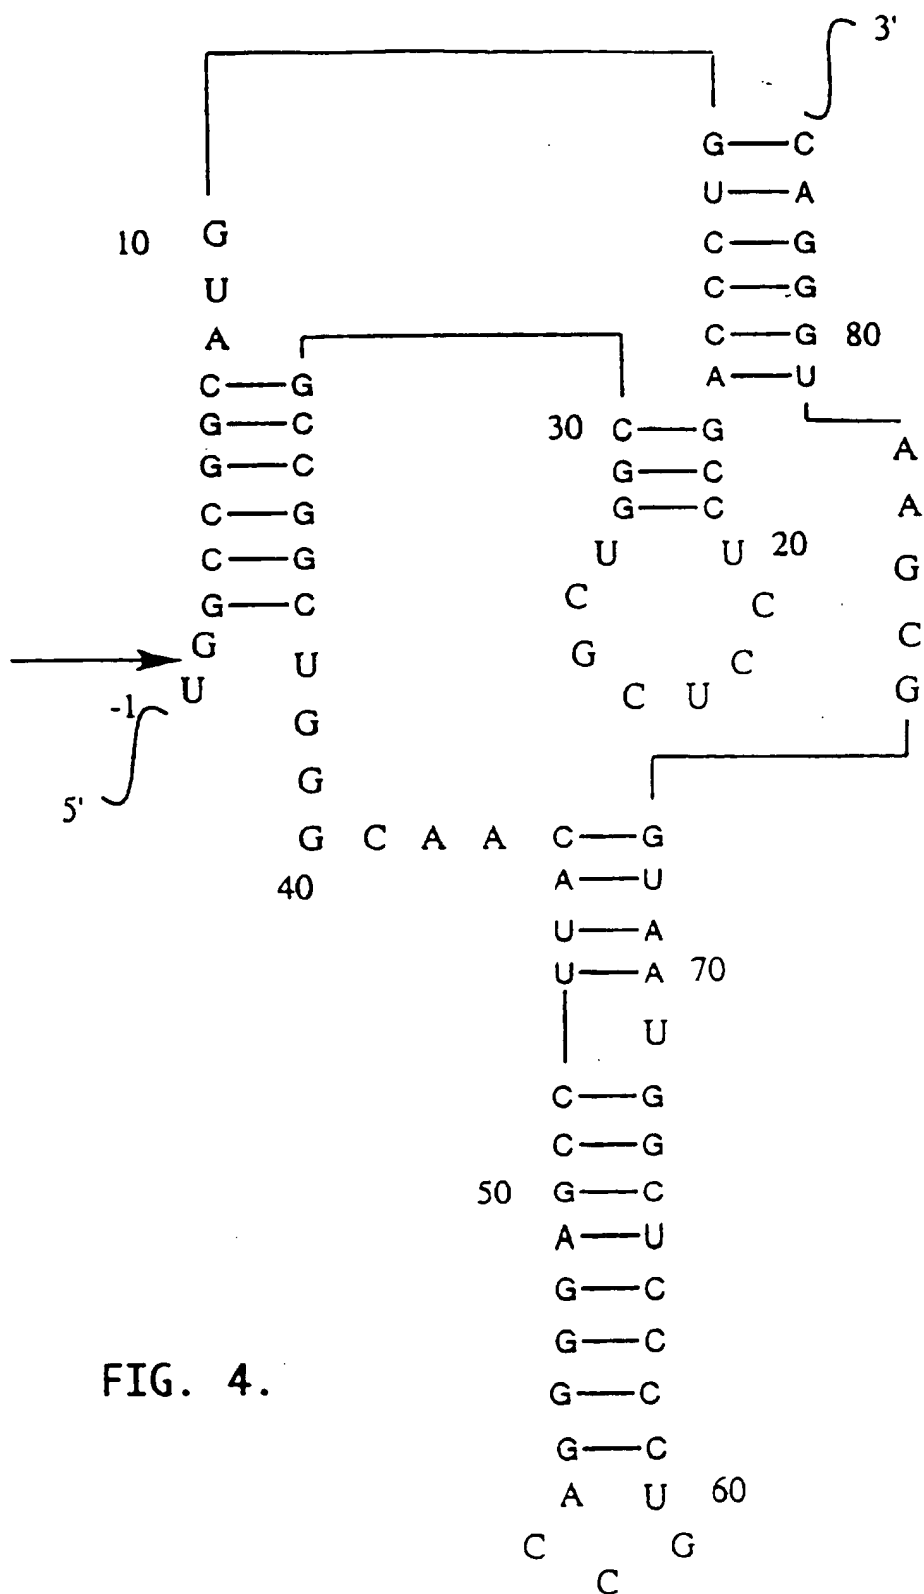 3'
G C
U A
10 G C G
U C G
A C G 80
C G A U
G C 30 C G A
G C G C A
C G G C G
C G U U 20 C
G C C C G
G U G C
-1 U G C U
5' G
G C A A C G
40 A U
U A
U A 70
U
C G
C G
50 G C
A U
G C
G C
G C
G C
A U 60
C G
C
FIG. 4.